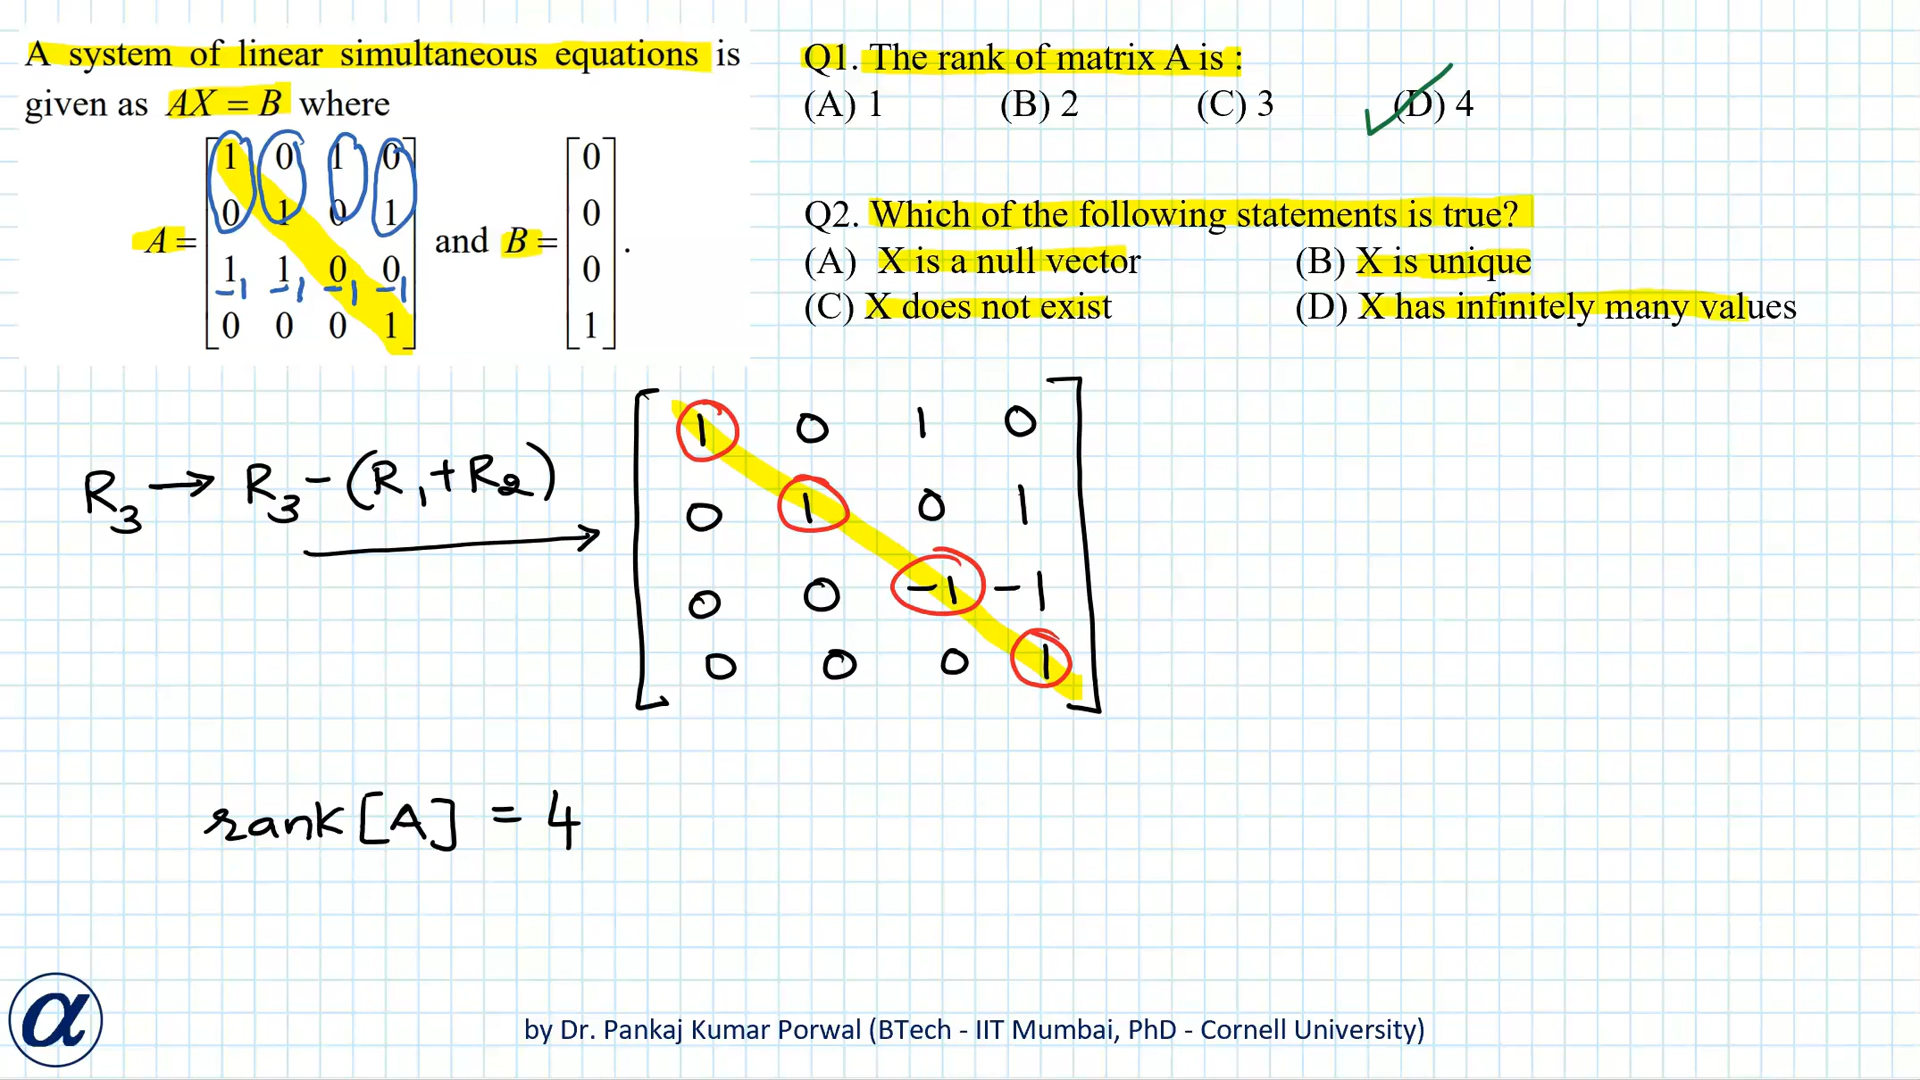 A system of linear simultaneous equations is
given as AX = B where
A = [1 0 1 0
0 1 0 1
1 1 0 0
-1 -1 -1 -1
0 0 0 1] and B = [0
0
0
1].
Q1. The rank of matrix A is :
(A) 1 (B) 2 (C) 3 (D) 4
Q2. Which of the following statements is true?
(A) X is a null vector (B) X is unique
(C) X does not exist (D) X has infinitely many values
R₃ → R₃ - (R₁ + R₂)
1 0 1 0
0 1 0 1
0 0 -1 -1
0 0 0 1
rank [A] = 4
α
by Dr. Pankaj Kumar Porwal (BTech - IIT Mumbai, PhD - Cornell University)